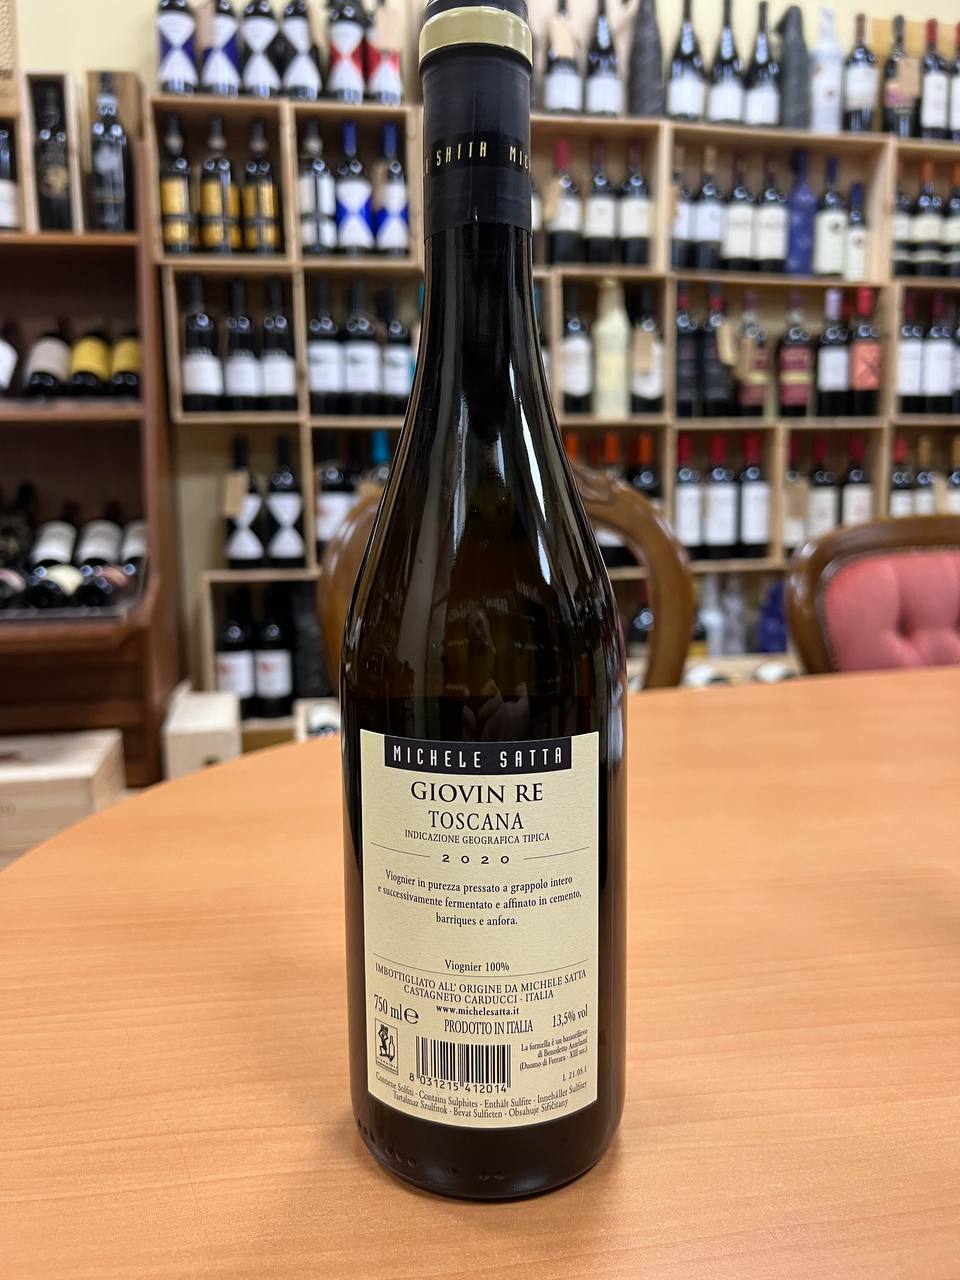 I SATTA MIC
MICHELE SATTA
GIOVIN RE
TOSCANA
INDICAZIONE GEOGRAFICA TIPICA
2020
Viognier in purezza pressato a grappolo intero
e successivamente fermentato e affinato in cemento,
barriques e anfora.
Viognier 100%
IMBOTTIGLIATO ALL' ORIGINE DA MICHELE SATTA
CASTAGNETO CARDUCCI - ITALIA
www.michelesatta.it
750 ml e
PRODOTTO IN ITALIA
13,5% vol
La formella è un bassorilievo
di Benedetto Antelami
(Duomo di Ferrara - XIII sec.)
8 031215 412014
L 21.05.1
Contiene Solfiti - Contains Sulphites - Enthält Sulfite - Innehåller Sulfiter
Tartalmaz Szulfitok - Bevat Sulfieten - Obsahuje Siřičitany